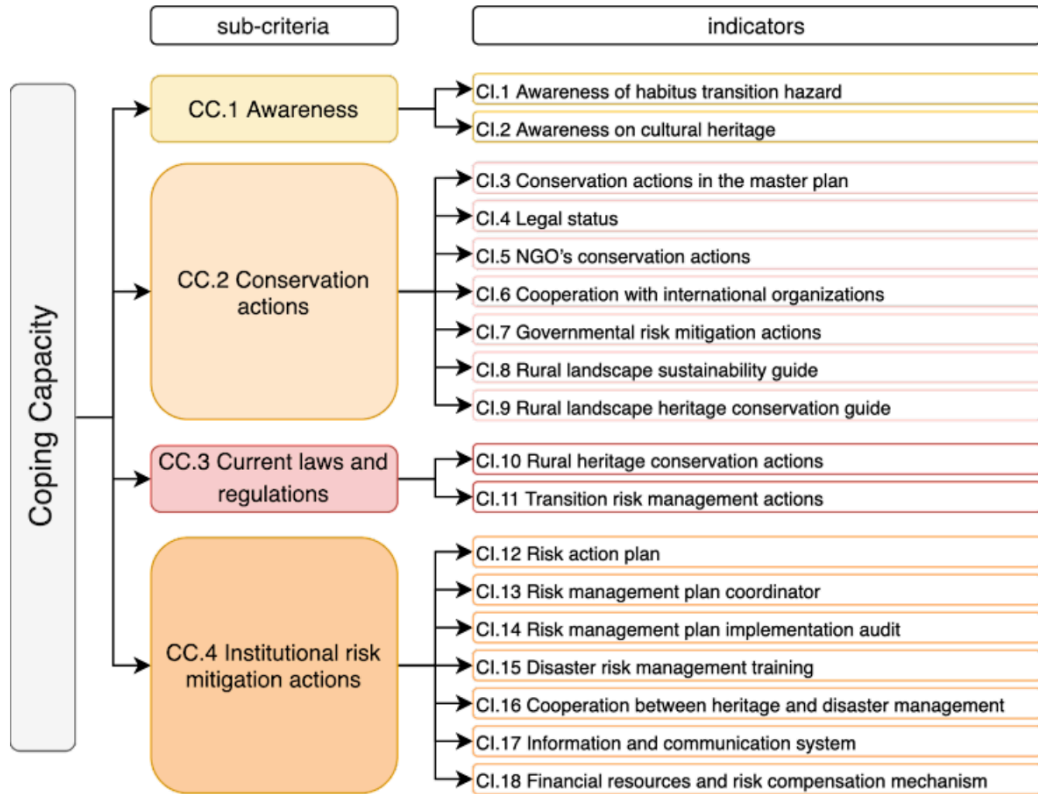 sub-criteria
indicators
Coping Capacity
CC.1 Awareness
CI.1 Awareness of habitus transition hazard
CI.2 Awareness on cultural heritage
CC.2 Conservation
actions
CI.3 Conservation actions in the master plan
CI.4 Legal status
CI.5 NGO's conservation actions
CI.6 Cooperation with international organizations
CI.7 Governmental risk mitigation actions
CI.8 Rural landscape sustainability guide
CI.9 Rural landscape heritage conservation guide
CC.3 Current laws and
regulations
CI.10 Rural heritage conservation actions
CI.11 Transition risk management actions
CC.4 Institutional risk
mitigation actions
CI.12 Risk action plan
CI.13 Risk management plan coordinator
CI.14 Risk management plan implementation audit
CI.15 Disaster risk management training
CI.16 Cooperation between heritage and disaster management
CI.17 Information and communication system
CI.18 Financial resources and risk compensation mechanism